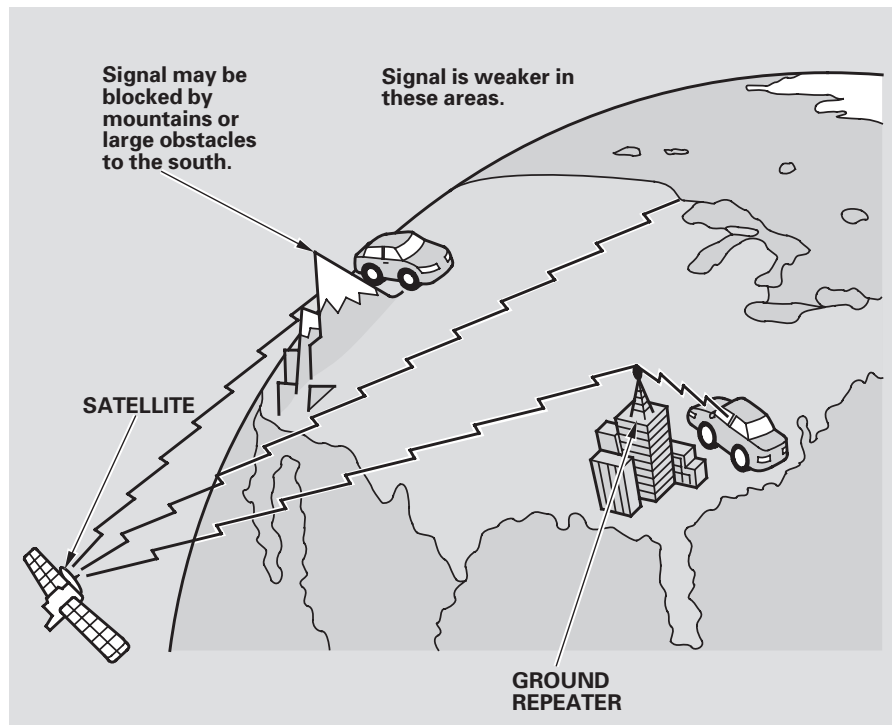 Signal may be
blocked by
mountains or
large obstacles
to the south.
Signal is weaker in
these areas.
SATELLITE
GROUND
REPEATER